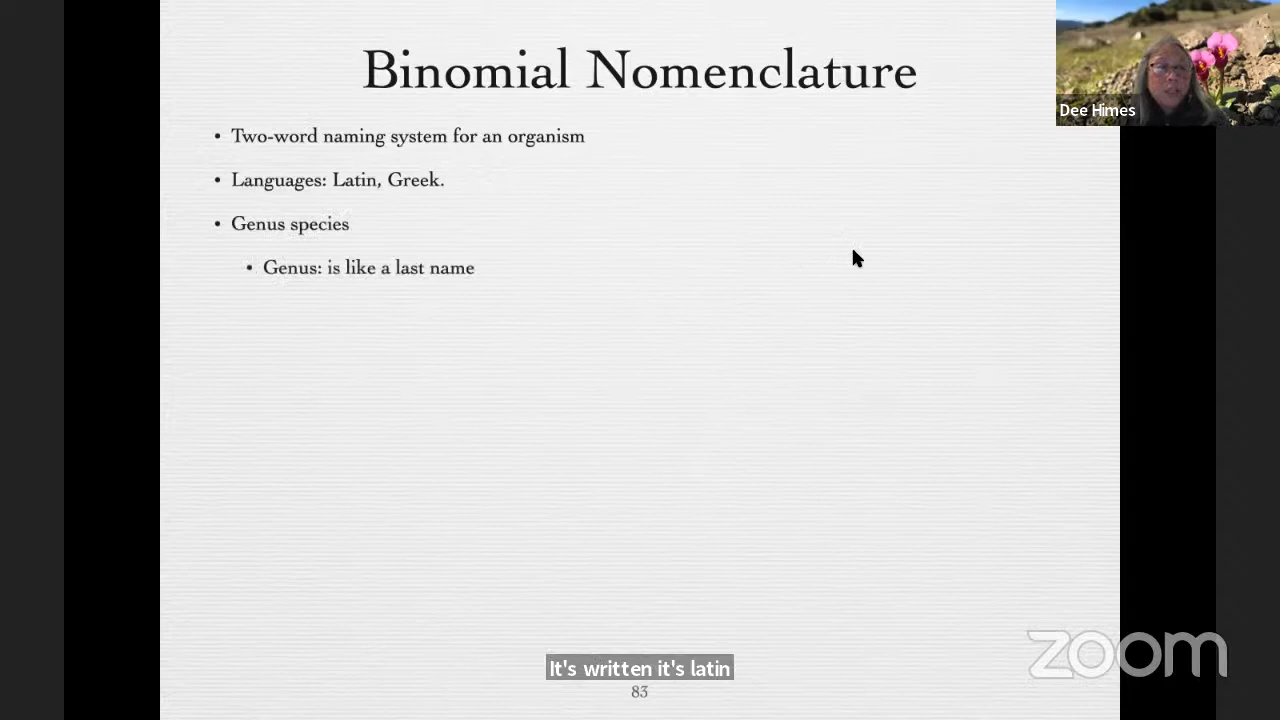 Binomial Nomenclature
Dee Himes
• Two-word naming system for an organism
• Languages: Latin, Greek.
• Genus species
• Genus: is like a last name
zoom
It's written it's latin
83